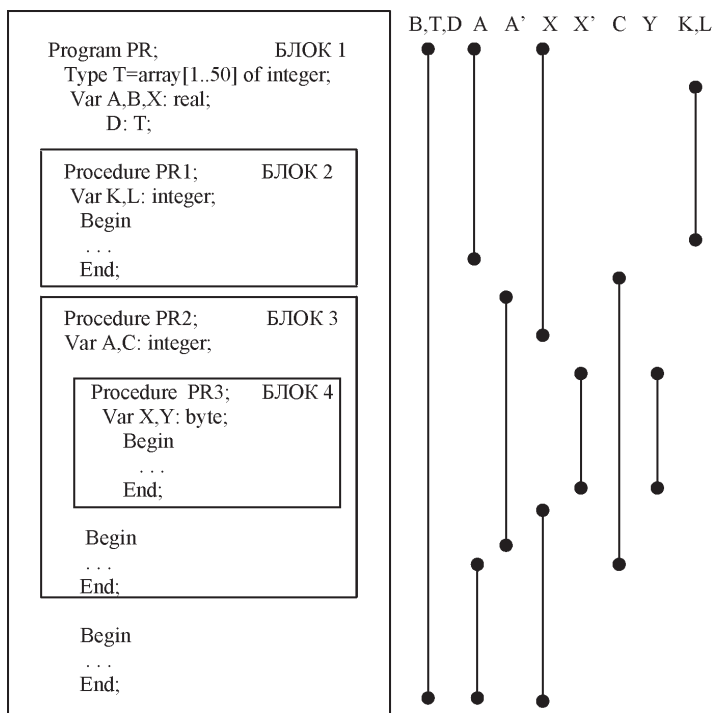 B,T,D A A’ X X’ C Y K,L
Program PR; БЛОК 1
Type T=array[1..50] of integer;
Var A,B,X: real;
D: T;
Procedure PR1; БЛОК 2
Var K,L: integer;
Begin
. . .
End;
Procedure PR2; БЛОК 3
Var A,C: integer;
Procedure PR3; БЛОК 4
Var X,Y: byte;
Begin
. . .
End;
Begin
. . .
End;
Begin
. . .
End;